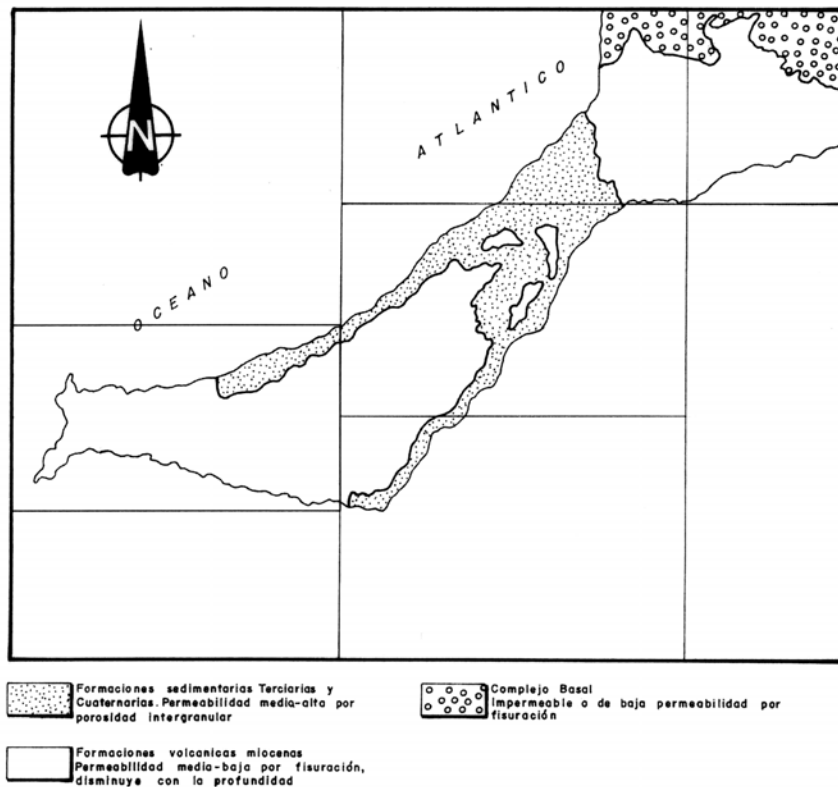 N
ATLANTICO
OCEANO
Formaciones sedimentarias Terciarias y
Cuaternarias. Permeabilidad media-alta por
porosidad intergranular
Complejo Basal
Impermeable o de baja permeabilidad por
fisuración
Formaciones volcanicas miocenas
Permeabilidad media-baja por fisuración,
disminuye con la profundidad